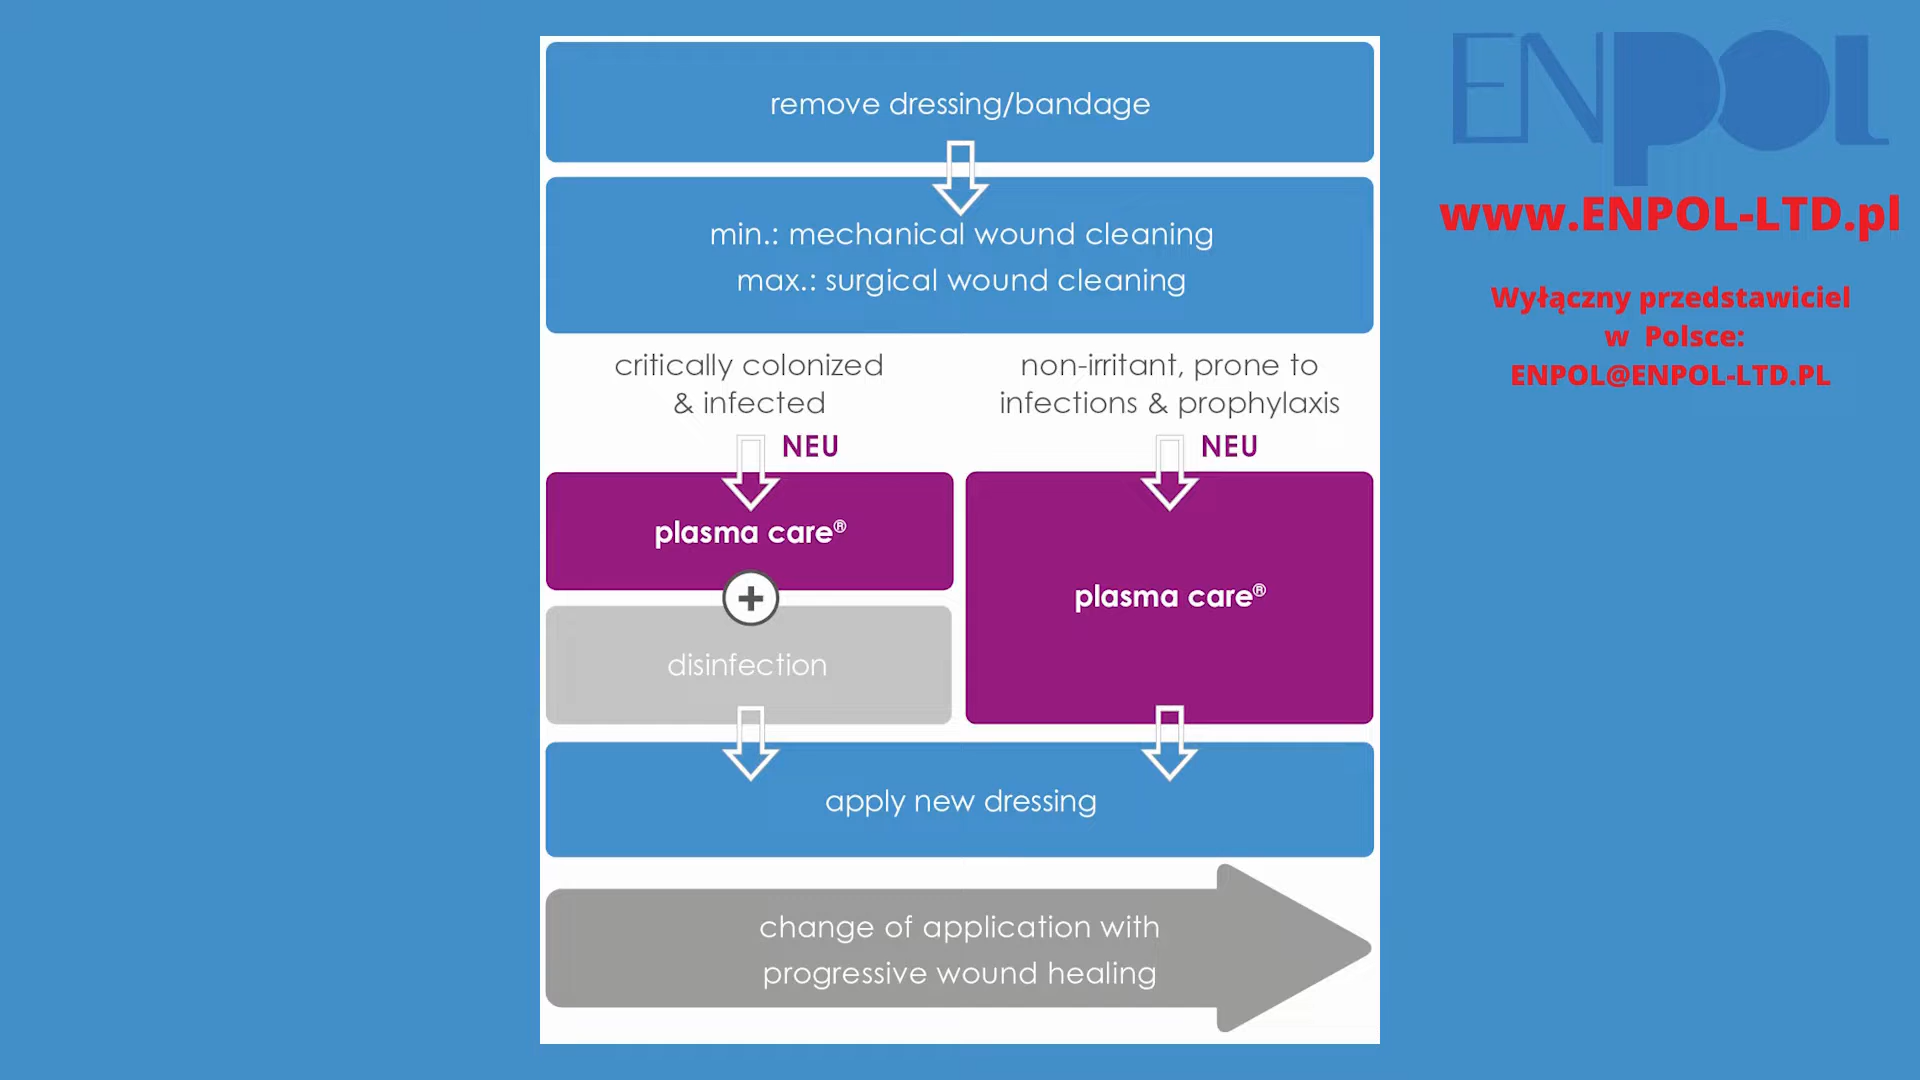 remove dressing/bandage
min.: mechanical wound cleaning
max.: surgical wound cleaning
critically colonized
& infected
NEU
plasma care®
+
disinfection
non-irritant, prone to
infections & prophylaxis
NEU
plasma care®
apply new dressing
change of application with
progressive wound healing
ENPOL
www.ENPOL-LTD.pl
Wyłączny przedstawiciel
w Polsce:
ENPOL@ENPOL-LTD.PL